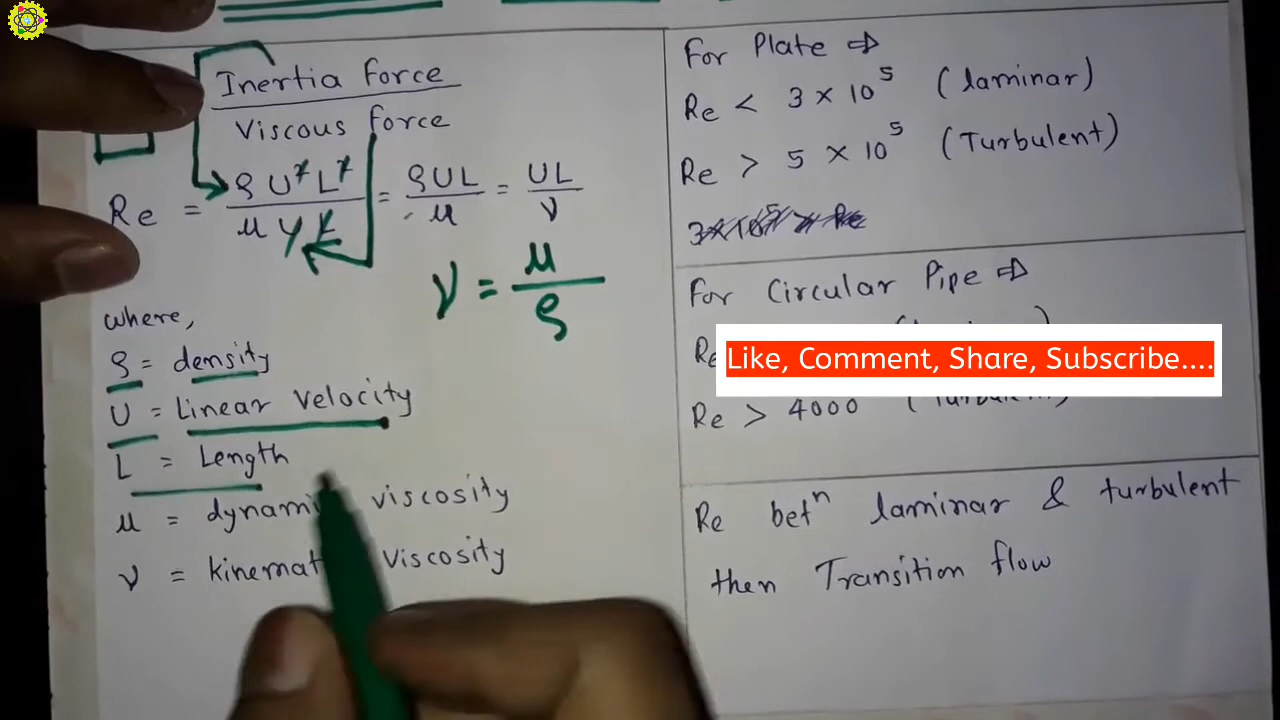 Inertia force
Viscous force
Re = ρ U² L² / μ U L = ρUL / μ = UL / ν
ν = μ / ρ
where,
ρ = density
U = Linear velocity
L = Length
μ = dynami viscosity
ν = kinemat viscosity
For Plate ⇒
Re < 3 × 10⁵ (laminar)
Re > 5 × 10⁵ (Turbulent)
For Circular Pipe ⇒
Re
Like, Comment, Share, Subscribe....
Re > 4000 (Turbulent)
Re betⁿ laminar & turbulent
then Transition flow